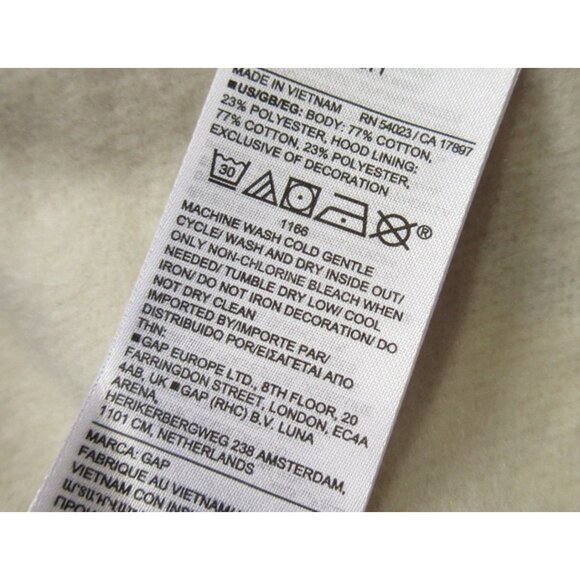 MADE IN VIETNAM RN 54023 / CA 17897
■US/GB/EG: BODY: 77% COTTON,
23% POLYESTER, HOOD LINING:
77% COTTON, 23% POLYESTER,
EXCLUSIVE OF DECORATION
30 ®
1166
MACHINE WASH COLD GENTLE
CYCLE/ WASH AND DRY INSIDE OUT/
ONLY NON-CHLORINE BLEACH WHEN
NEEDED/ TUMBLE DRY LOW/ COOL
IRON/ DO NOT IRON DECORATION/ DO
NOT DRY CLEAN
IMPORTED BY/IMPORTE PAR/
DISTRIBUIDO POR/ΕΙΣΑΓΕΤΑΙ ΑΠΟ
ΤΗΝ:
■GAP EUROPE LTD., 8TH FLOOR, 20
FARRINGDON STREET, LONDON, EC4A
4AB, UK ■GAP (RHC) B.V. LUNA
ARENA,
HERIKERBERGWEG 238 AMSTERDAM,
1101 CM, NETHERLANDS
MARCA: GAP
FABRIQUE AU VIETNAM/
VIETNAM CON